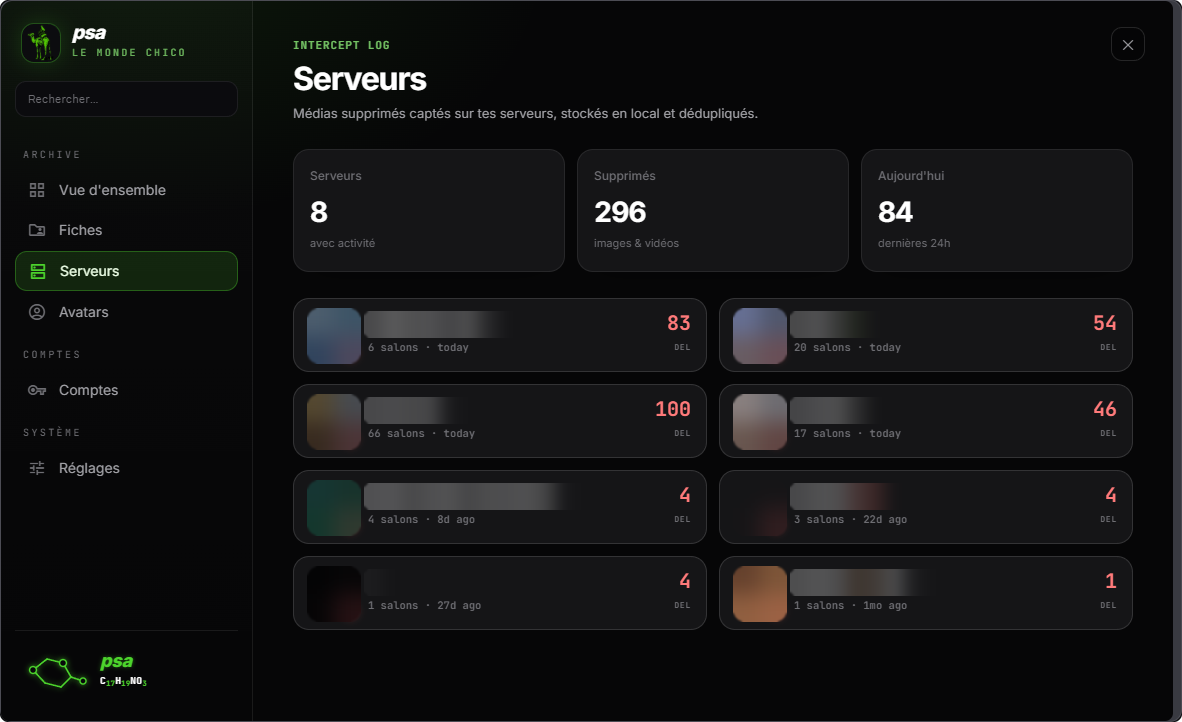 psa
LE MONDE CHICO
Rechercher...
ARCHIVE
Vue d'ensemble
Fiches
Serveurs
Avatars
COMPTES
Comptes
SYSTÈME
Réglages
psa
C17H19NO3
INTERCEPT LOG
Serveurs
Médias supprimés captés sur tes serveurs, stockés en local et dédupliqués.
Serveurs
8
avec activité
Supprimés
296
images & vidéos
Aujourd'hui
84
dernières 24h
83
6 salons · today
DEL
54
20 salons · today
DEL
100
66 salons · today
DEL
46
17 salons · today
DEL
4
4 salons · 8d ago
DEL
4
3 salons · 22d ago
DEL
4
1 salons · 27d ago
DEL
1
1 salons · 1mo ago
DEL